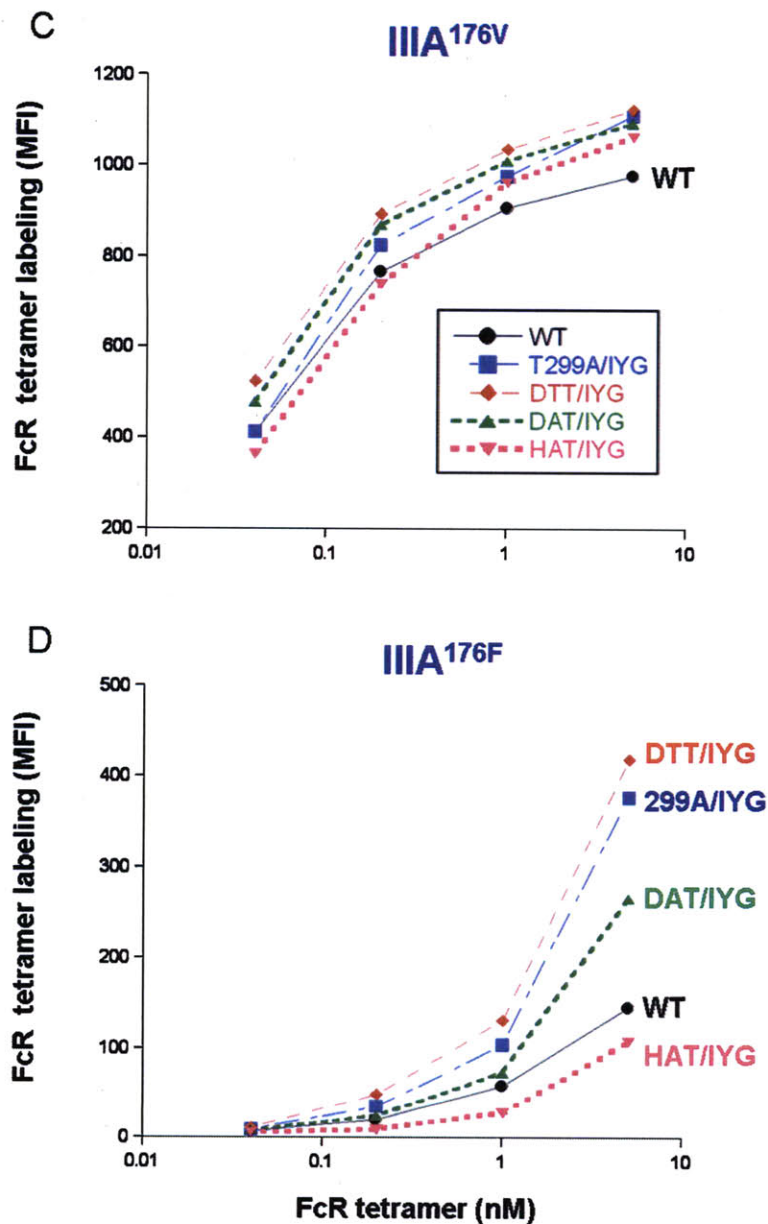 C
IIIA176V
FcR tetramer labeling (MFI)
1200
1000
800
600
400
200
WT
WT
T299A/IYG
DTT/IYG
DAT/IYG
HAT/IYG
0.01
0.1
1
10
D
IIIA176F
FcR tetramer labeling (MFI)
500
400
300
200
100
0
DTT/IYG
299A/IYG
DAT/IYG
WT
HAT/IYG
0.01
0.1
1
10
FcR tetramer (nM)